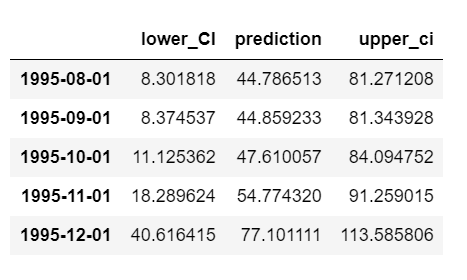 lower_CI prediction upper_ci
1995-08-01 8.301818 44.786513 81.271208
1995-09-01 8.374537 44.859233 81.343928
1995-10-01 11.125362 47.610057 84.094752
1995-11-01 18.289624 54.774320 91.259015
1995-12-01 40.616415 77.101111 113.585806